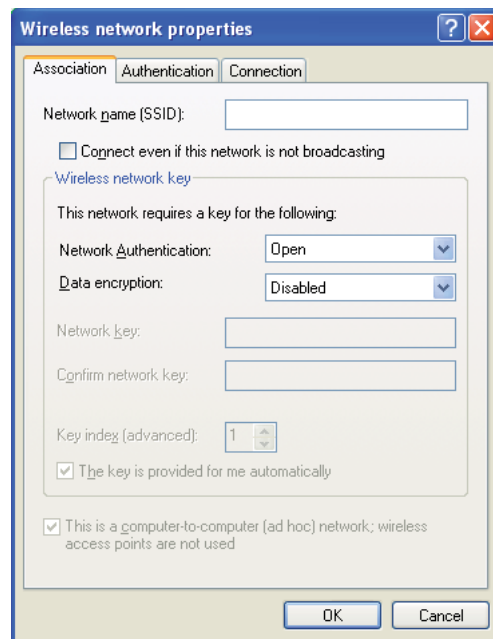 Wireless network properties
Association
Authentication
Connection
Network name (SSID):
Connect even if this network is not broadcasting
Wireless network key
This network requires a key for the following:
Network Authentication:
Open
Data encryption:
Disabled
Network key:
Confirm network key:
Key index (advanced):
1
The key is provided for me automatically
This is a computer-to-computer (ad hoc) network; wireless
access points are not used
OK
Cancel